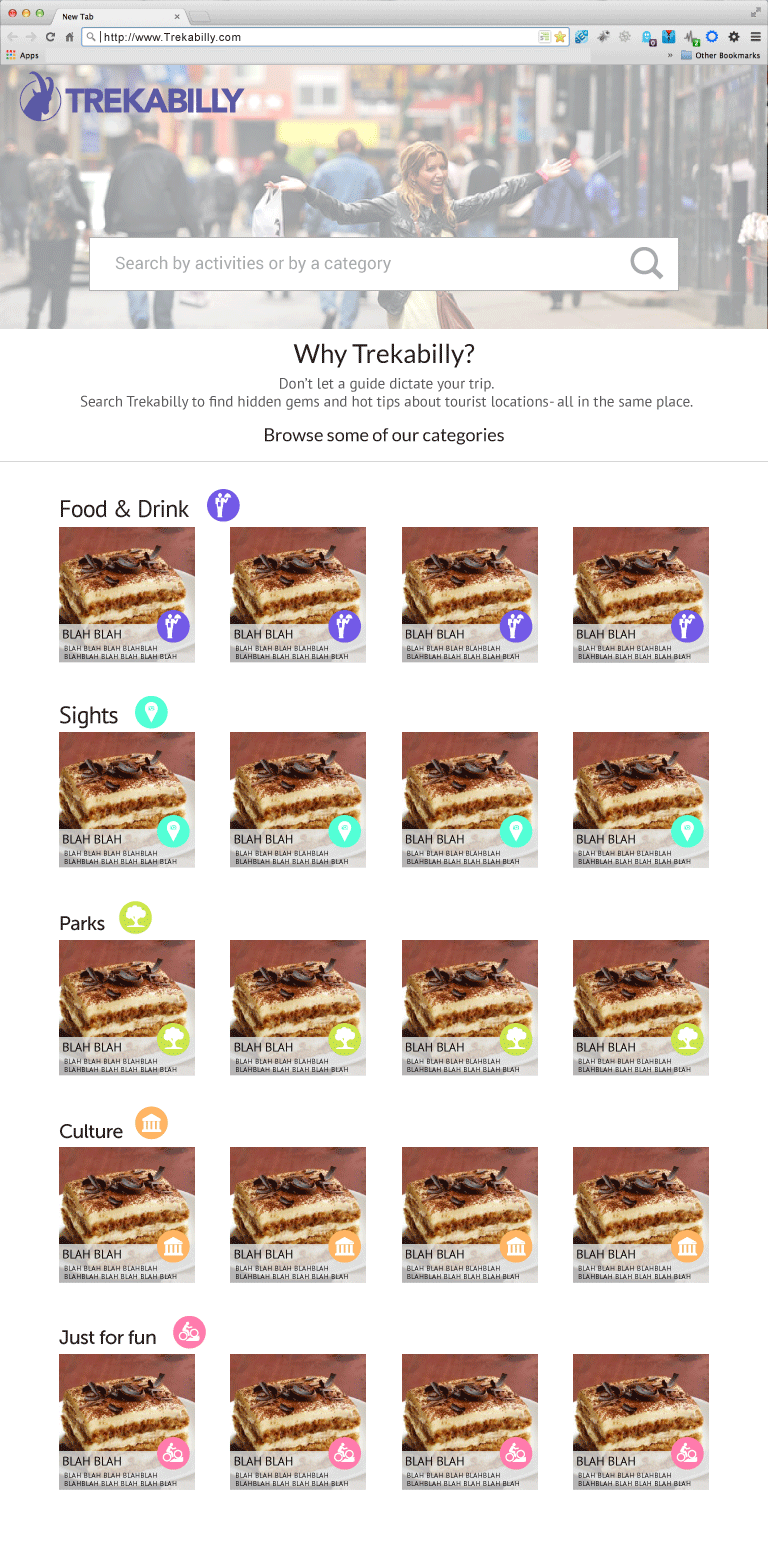 New Tab
http://www.Trekabilly.com
Apps
» Other Bookmarks
TREKABILLY
Search by activities or by a category
Why Trekabilly?
Don't let a guide dictate your trip.
Search Trekabilly to find hidden gems and hot tips about tourist locations- all in the same place.
Browse some of our categories
Food & Drink
BLAH BLAH BLAH BLAH BLAH BLAH BLAH BLAH
BLAH BLAH BLAH BLAHBLAH BLAH BLAH BLAH BLAHBLAH BLAH BLAH BLAH BLAHBLAH BLAH BLAH BLAH BLAHBLAH
BLAHBLAH BLAH BLAH BLAH BLAH BLAHBLAH BLAH BLAH BLAH BLAH BLAHBLAH BLAH BLAH BLAH BLAH BLAHBLAH BLAH BLAH BLAH BLAH
Sights
BLAH BLAH BLAH BLAH BLAH BLAH BLAH BLAH
BLAH BLAH BLAH BLAHBLAH BLAH BLAH BLAH BLAHBLAH BLAH BLAH BLAH BLAHBLAH BLAH BLAH BLAH BLAHBLAH
BLAHBLAH BLAH BLAH BLAH BLAH BLAHBLAH BLAH BLAH BLAH BLAH BLAHBLAH BLAH BLAH BLAH BLAH BLAHBLAH BLAH BLAH BLAH BLAH
Parks
BLAH BLAH BLAH BLAH BLAH BLAH BLAH BLAH
BLAH BLAH BLAH BLAHBLAH BLAH BLAH BLAH BLAHBLAH BLAH BLAH BLAH BLAHBLAH BLAH BLAH BLAH BLAHBLAH
BLAHBLAH BLAH BLAH BLAH BLAH BLAHBLAH BLAH BLAH BLAH BLAH BLAHBLAH BLAH BLAH BLAH BLAH BLAHBLAH BLAH BLAH BLAH BLAH
Culture
BLAH BLAH BLAH BLAH BLAH BLAH BLAH BLAH
BLAH BLAH BLAH BLAHBLAH BLAH BLAH BLAH BLAHBLAH BLAH BLAH BLAH BLAHBLAH BLAH BLAH BLAH BLAHBLAH
BLAHBLAH BLAH BLAH BLAH BLAH BLAHBLAH BLAH BLAH BLAH BLAH BLAHBLAH BLAH BLAH BLAH BLAH BLAHBLAH BLAH BLAH BLAH BLAH
Just for fun
BLAH BLAH BLAH BLAH BLAH BLAH BLAH BLAH
BLAH BLAH BLAH BLAHBLAH BLAH BLAH BLAH BLAHBLAH BLAH BLAH BLAH BLAHBLAH BLAH BLAH BLAH BLAHBLAH
BLAHBLAH BLAH BLAH BLAH BLAH BLAHBLAH BLAH BLAH BLAH BLAH BLAHBLAH BLAH BLAH BLAH BLAH BLAHBLAH BLAH BLAH BLAH BLAH